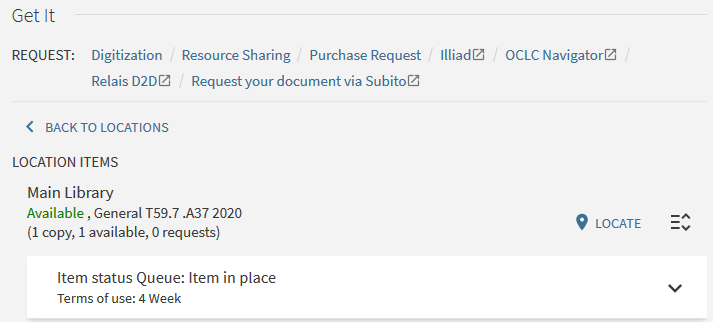 Get It
REQUEST: Digitization / Resource Sharing / Purchase Request / Illiad / OCLC Navigator /
Relais D2D / Request your document via Subito
BACK TO LOCATIONS
LOCATION ITEMS
Main Library
Available , General T59.7 .A37 2020
(1 copy, 1 available, 0 requests)
LOCATE
Item status Queue: Item in place
Terms of use: 4 Week